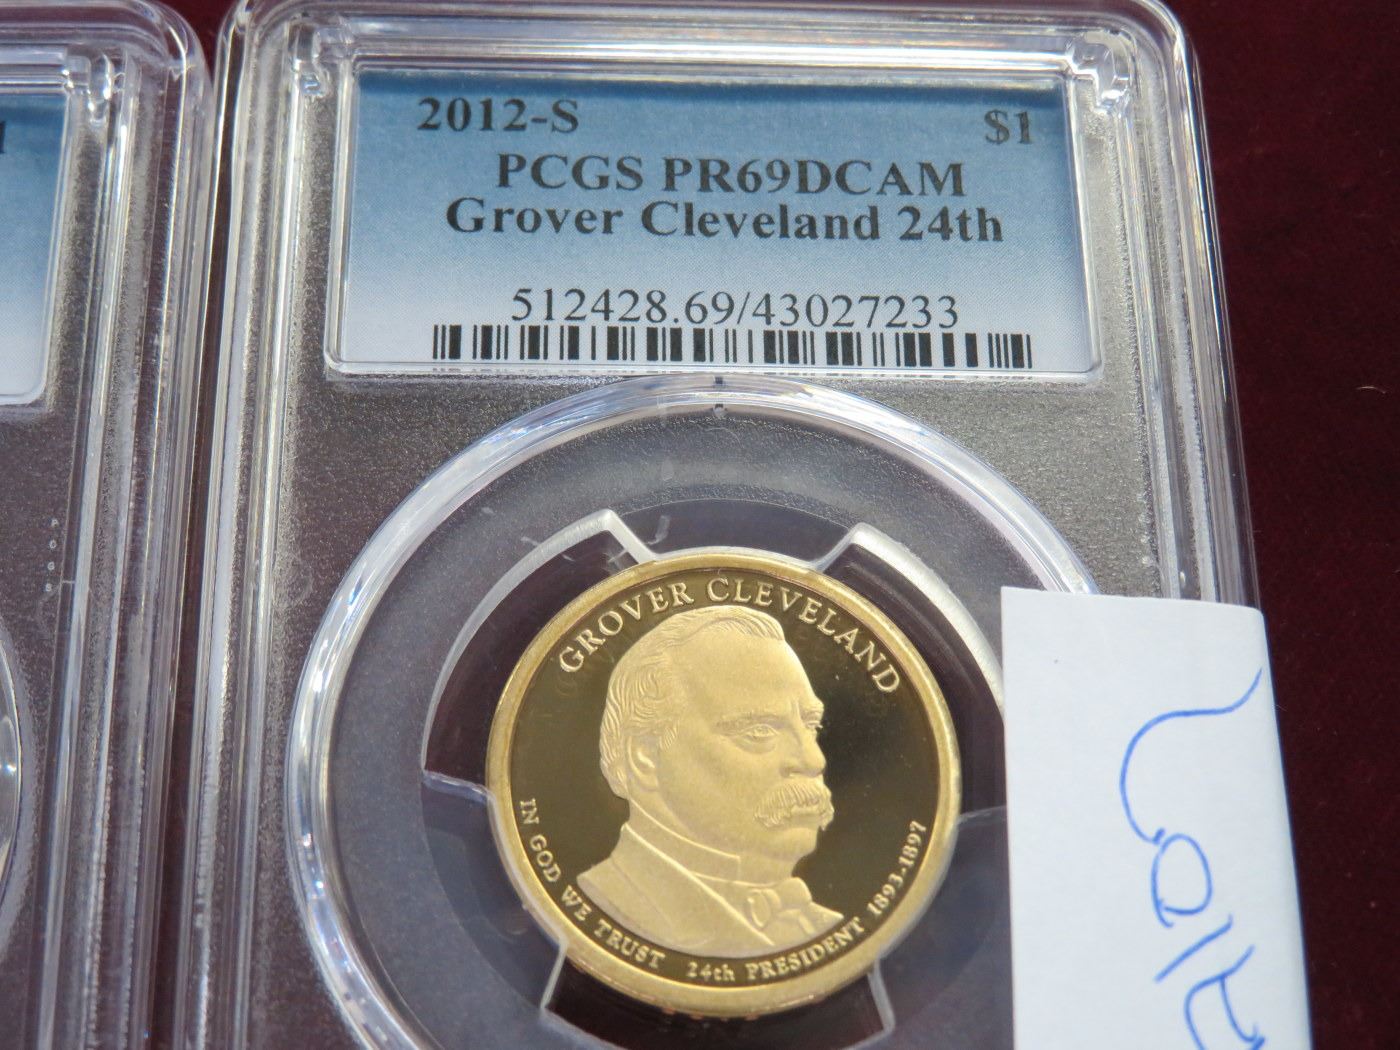 2012-S $1
PCGS PR69DCAM
Grover Cleveland 24th
512428.69/43027233
GROVER CLEVELAND
IN GOD WE TRUST 24th PRESIDENT 1893-1897